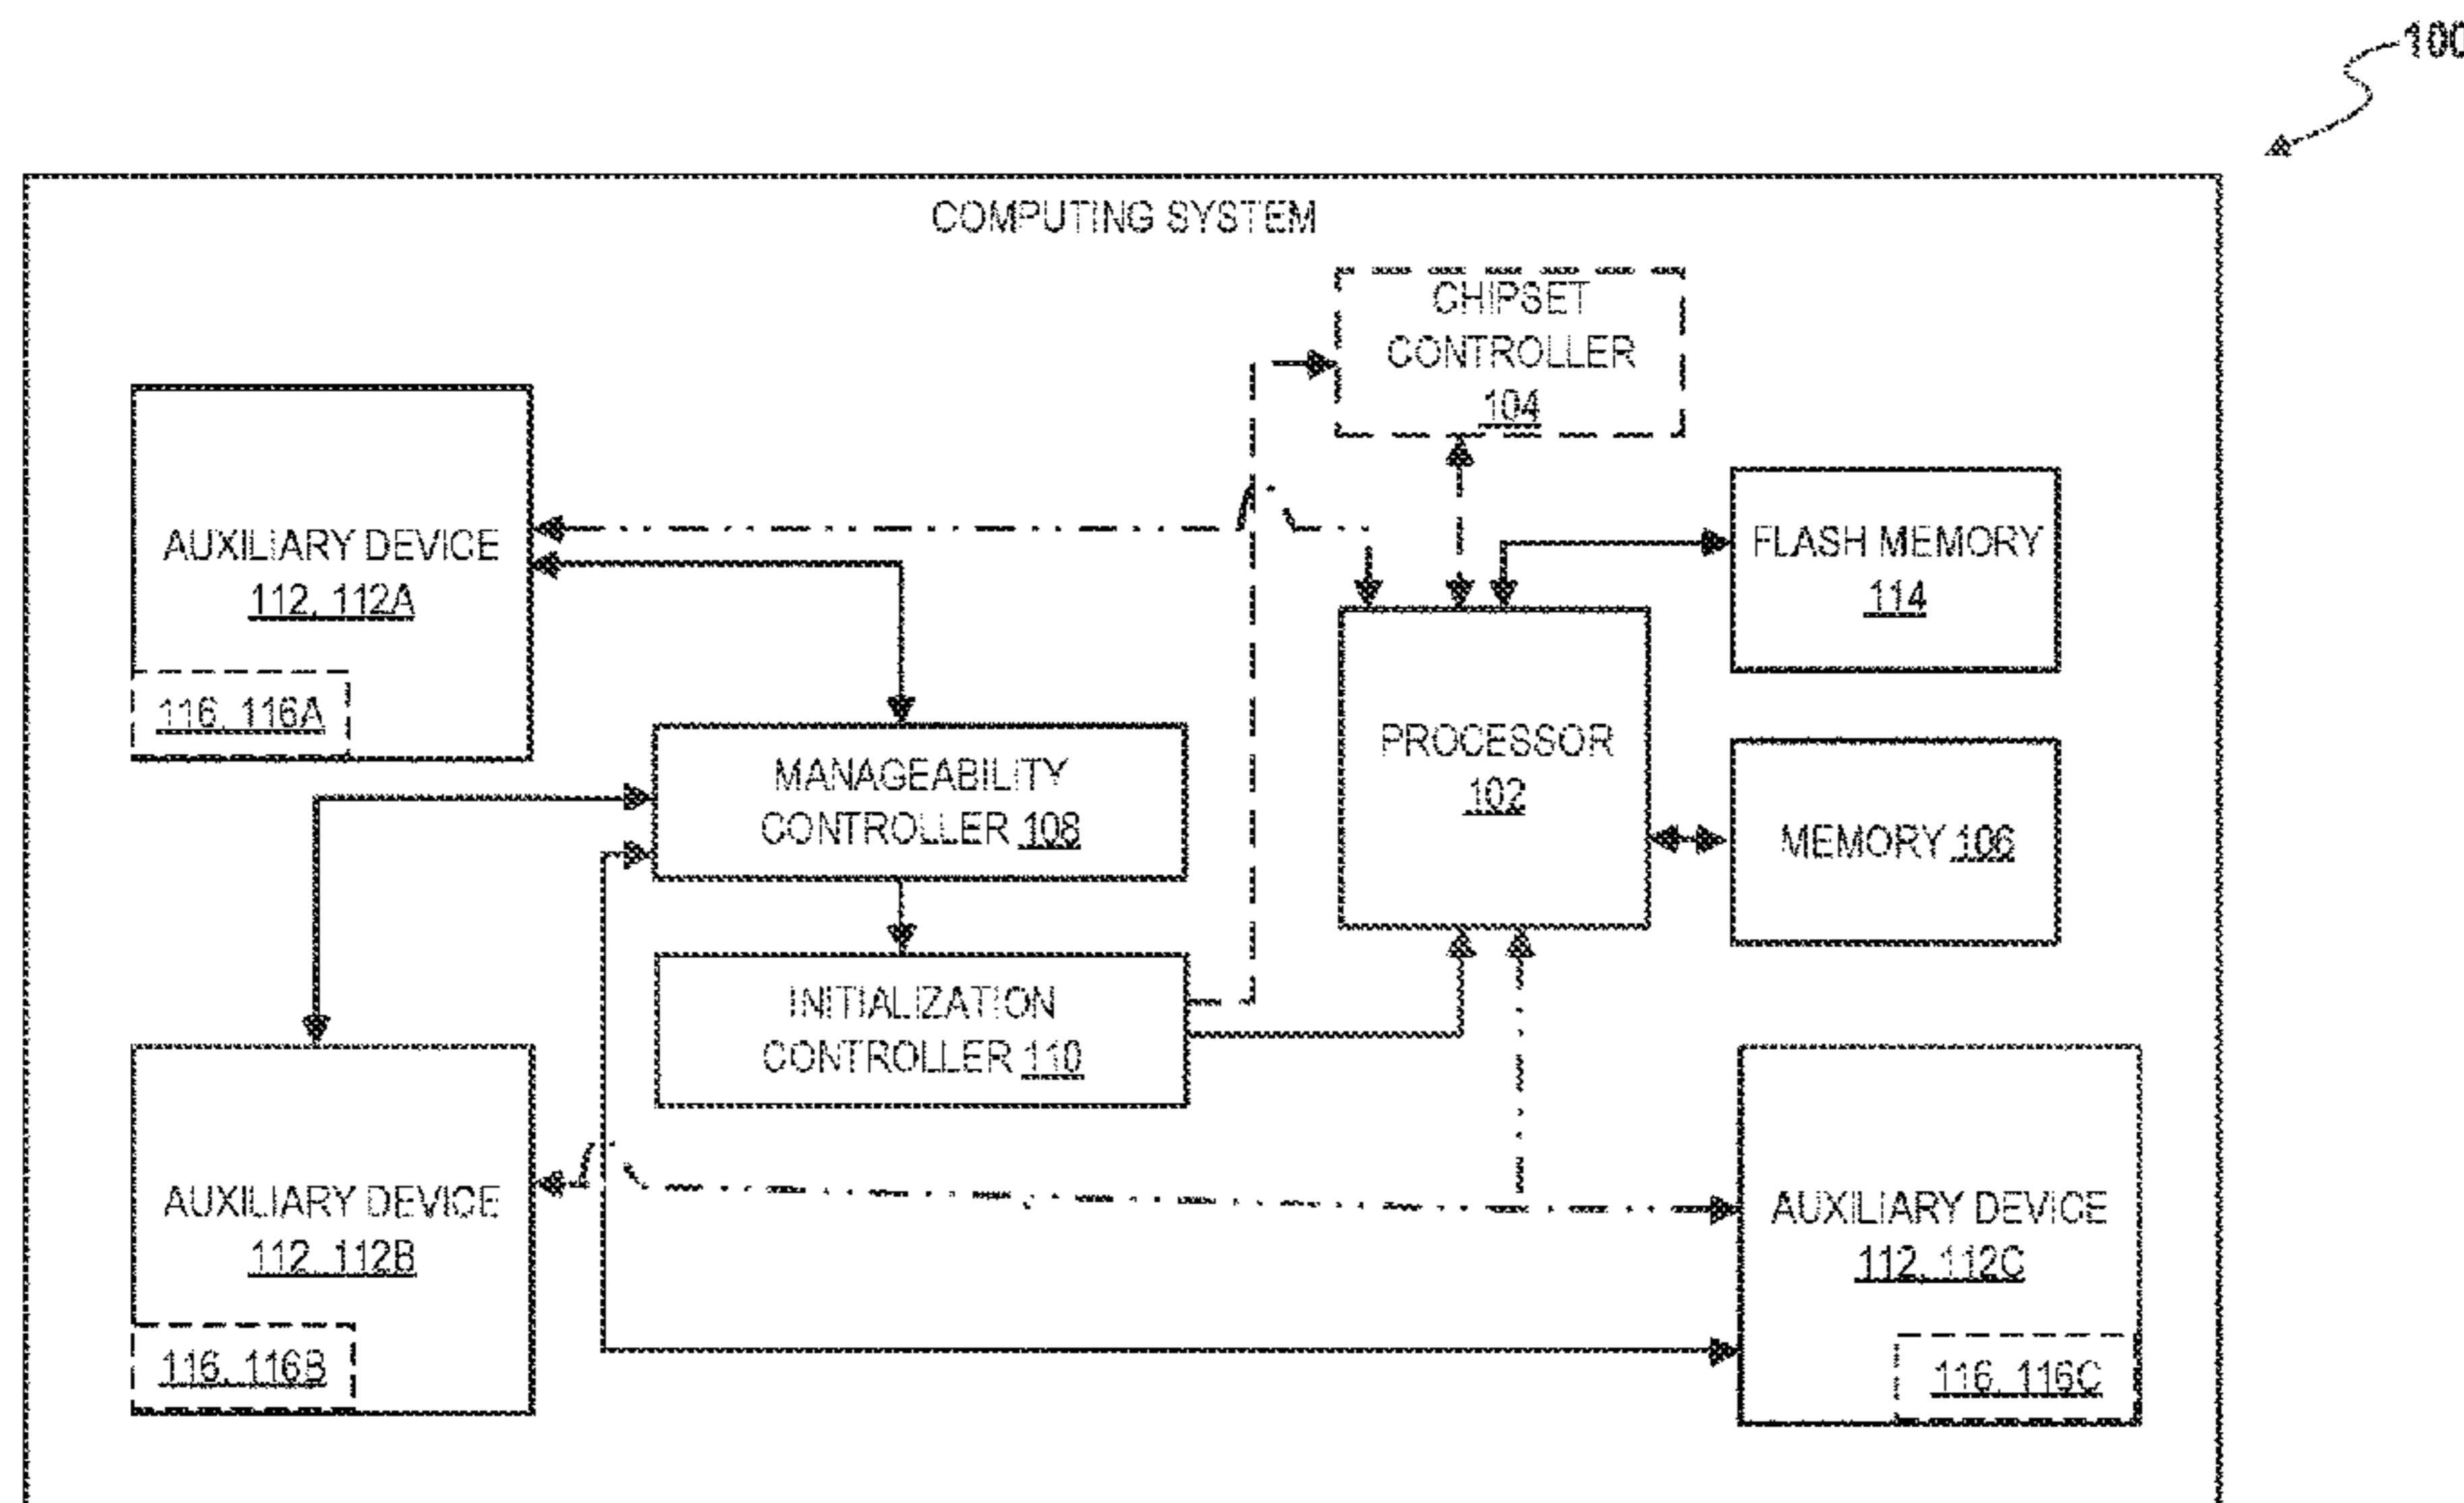 100
COMPUTING SYSTEM
CHIPSET
CONTROLLER
104
AUXILIARY DEVICE
112, 112A
116, 116A
FLASH MEMORY
114
PROCESSOR
102
MANAGEABILITY
CONTROLLER 108
MEMORY 106
INITIALIZATION
CONTROLLER 110
AUXILIARY DEVICE
112, 112B
116, 116B
AUXILIARY DEVICE
112, 112C
116, 116C